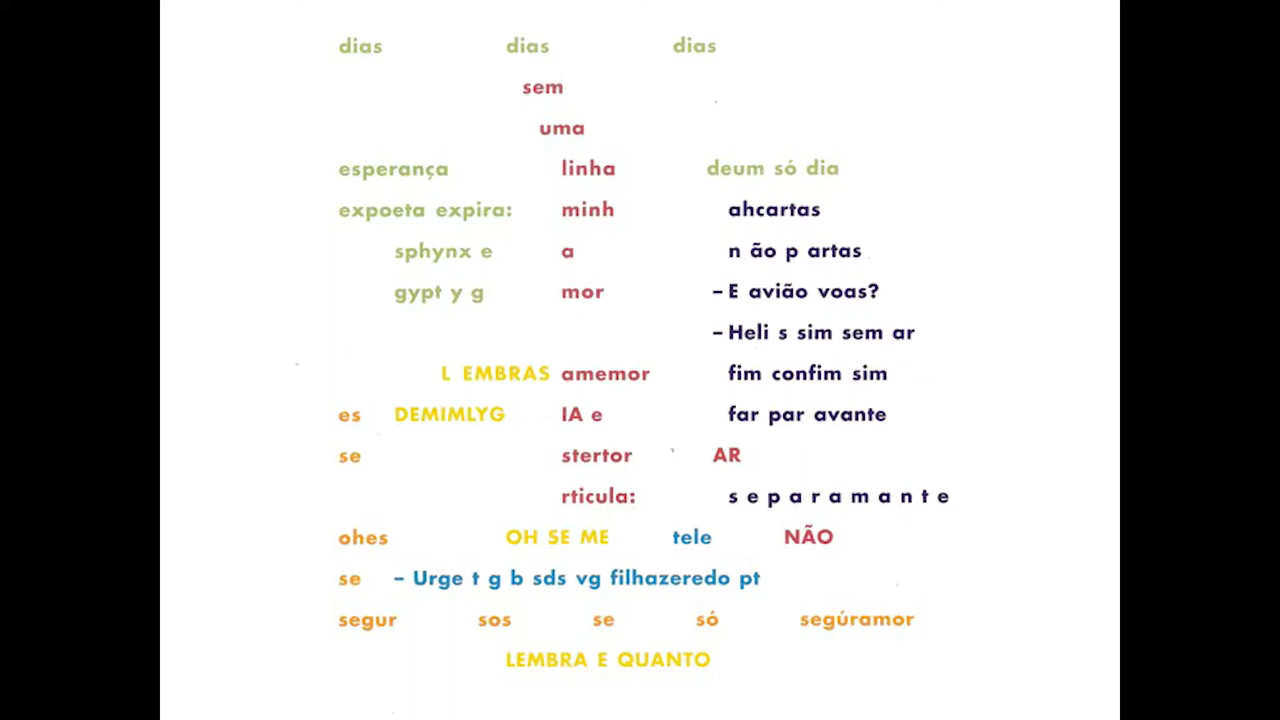 dias dias dias
sem
uma
esperança linha deum só dia
expoeta expira: minh ahcartas
sphynx e a n ão p artas
gypt y g mor – E avião voas?
– Heli s sim sem ar
L EMBRAS amemor fim confim sim
es DEMIMLYG IA e far par avante
se stertor AR
rticula: s e p a r a m a n t e
ohes OH SE ME tele NÃO
se – Urge t g b sds vg filhazeredo pt
segur sos se só segúramor
LEMBRA E QUANTO